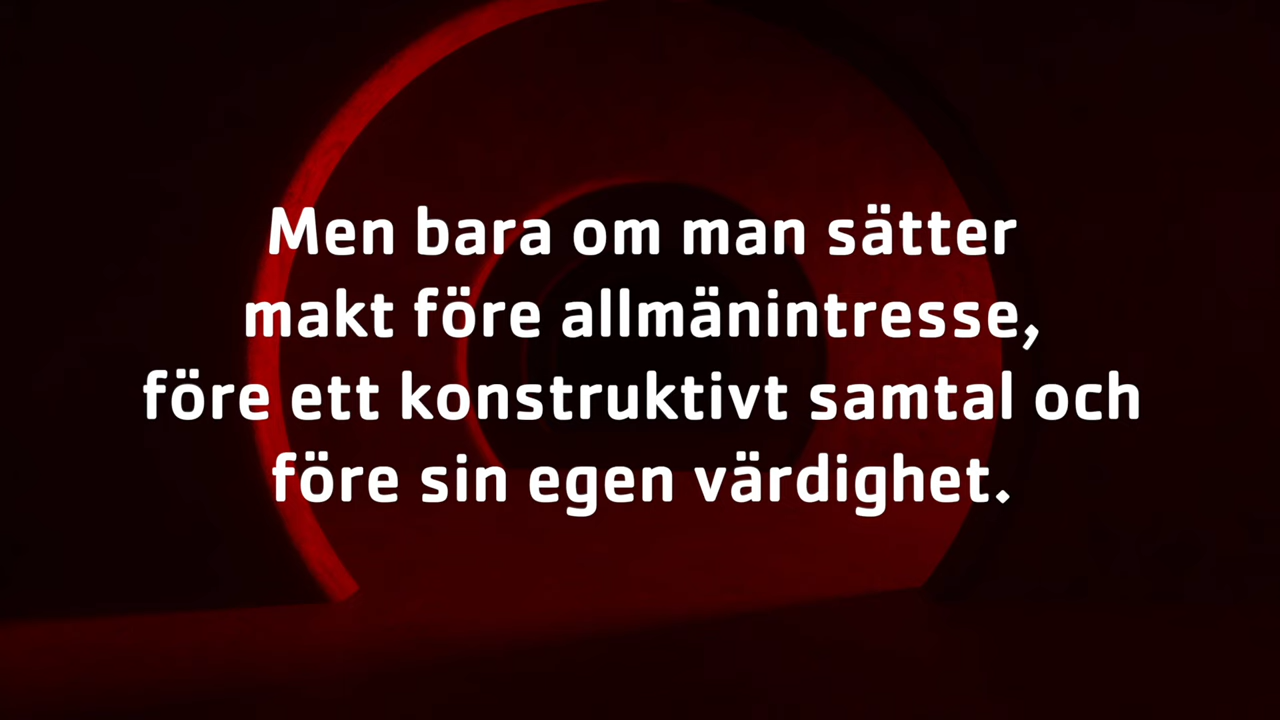 Men bara om man sätter
makt före allmänintresse,
före ett konstruktivt samtal och
före sin egen värdighet.